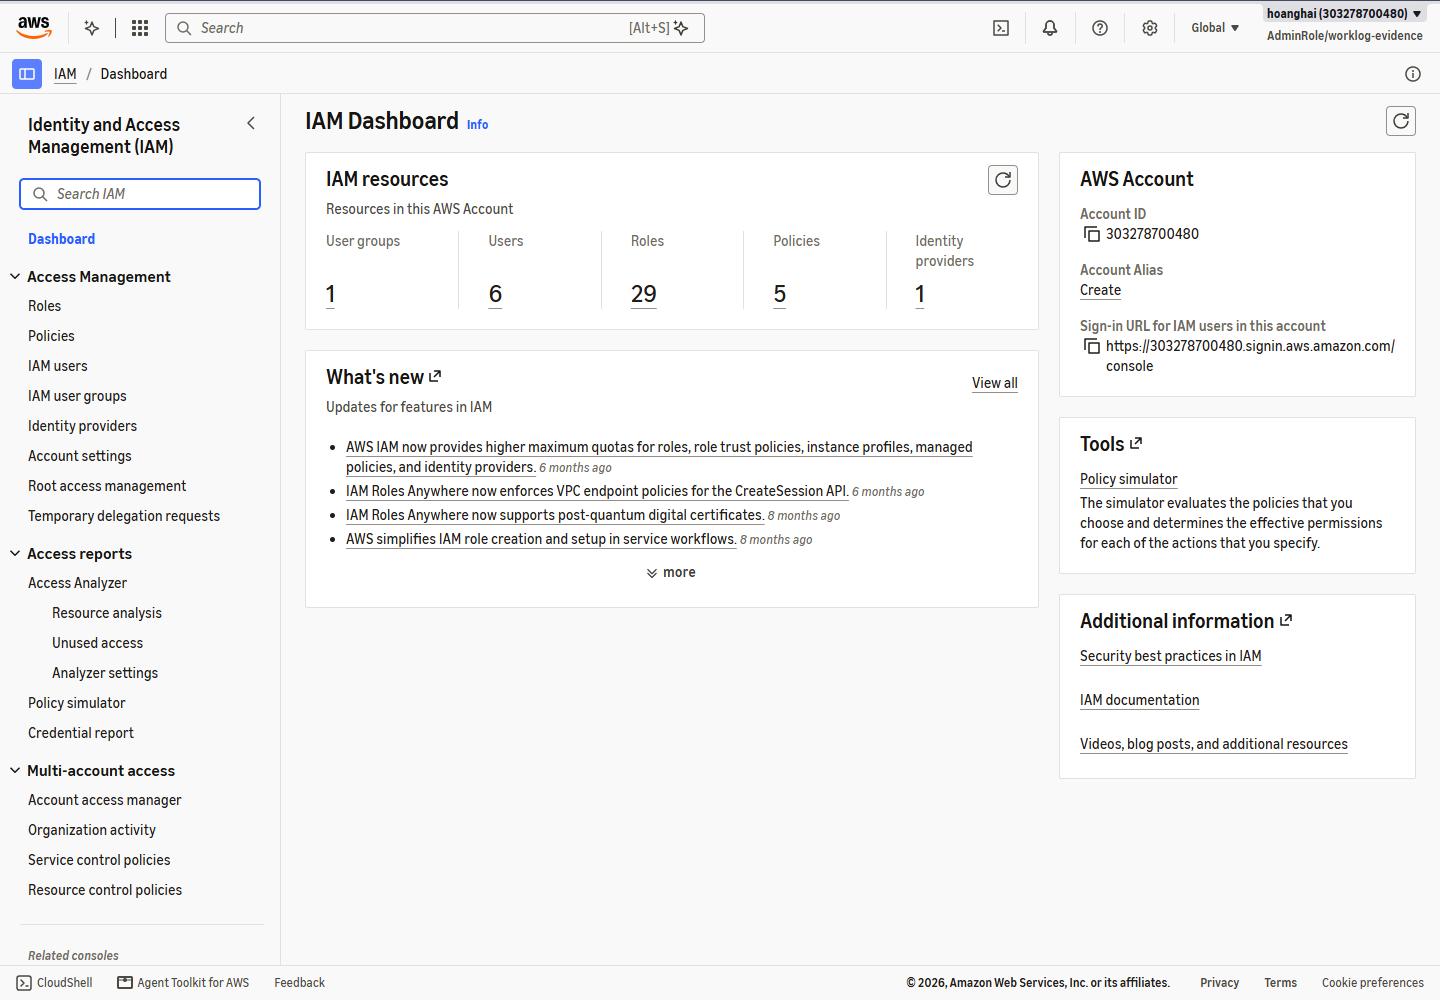 aws
Search
[Alt+S]
Global
hoanghai (303278700480)
AdminRole/worklog-evidence
IAM / Dashboard
Identity and Access
Management (IAM)
Search IAM
Dashboard
Access Management
Roles
Policies
IAM users
IAM user groups
Identity providers
Account settings
Root access management
Temporary delegation requests
Access reports
Access Analyzer
Resource analysis
Unused access
Analyzer settings
Policy simulator
Credential report
Multi-account access
Account access manager
Organization activity
Service control policies
Resource control policies
Related consoles
IAM Dashboard Info
IAM resources
Resources in this AWS Account
User groups
1
Users
6
Roles
29
Policies
5
Identity
providers
1
What's new
View all
Updates for features in IAM
• AWS IAM now provides higher maximum quotas for roles, role trust policies, instance profiles, managed
policies, and identity providers. 6 months ago
• IAM Roles Anywhere now enforces VPC endpoint policies for the CreateSession API. 6 months ago
• IAM Roles Anywhere now supports post-quantum digital certificates. 8 months ago
• AWS simplifies IAM role creation and setup in service workflows. 8 months ago
more
AWS Account
Account ID
303278700480
Account Alias
Create
Sign-in URL for IAM users in this account
https://303278700480.signin.aws.amazon.com/
console
Tools
Policy simulator
The simulator evaluates the policies that you
choose and determines the effective permissions
for each of the actions that you specify.
Additional information
Security best practices in IAM
IAM documentation
Videos, blog posts, and additional resources
CloudShell
Agent Toolkit for AWS
Feedback
© 2026, Amazon Web Services, Inc. or its affiliates.
Privacy
Terms
Cookie preferences